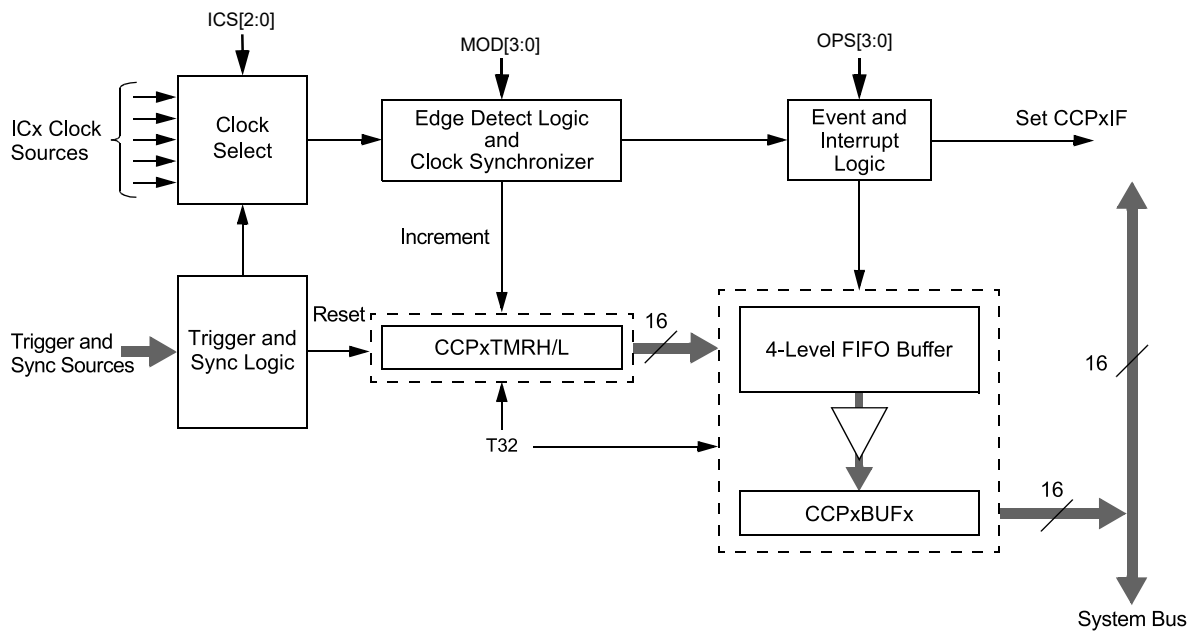 ICS[2:0]
MOD[3:0]
OPS[3:0]
ICx Clock
Sources
Clock
Select
Edge Detect Logic
and
Clock Synchronizer
Event and
Interrupt
Logic
Set CCPxIF
Increment
Trigger and
Sync Sources
Trigger and
Sync Logic
Reset
CCPxTMRH/L
16
4-Level FIFO Buffer
16
T32
CCPxBUFx
16
System Bus